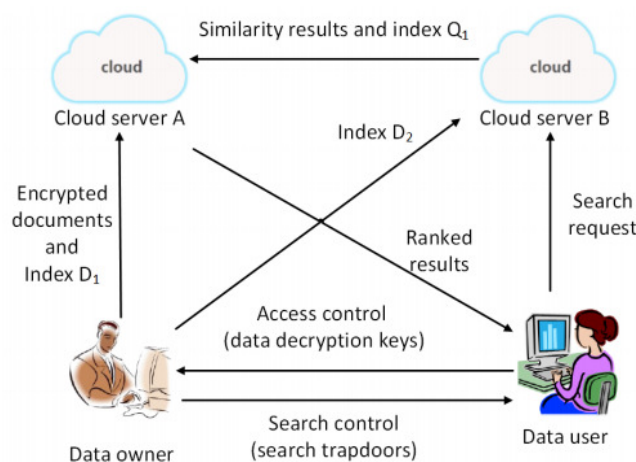 Similarity results and index Q₁
cloud
cloud
Cloud server A
Cloud server B
Index D₂
Encrypted
documents
and
Index D₁
Search
request
Ranked
results
Access control
(data decryption keys)
Search control
(search trapdoors)
Data owner
Data user